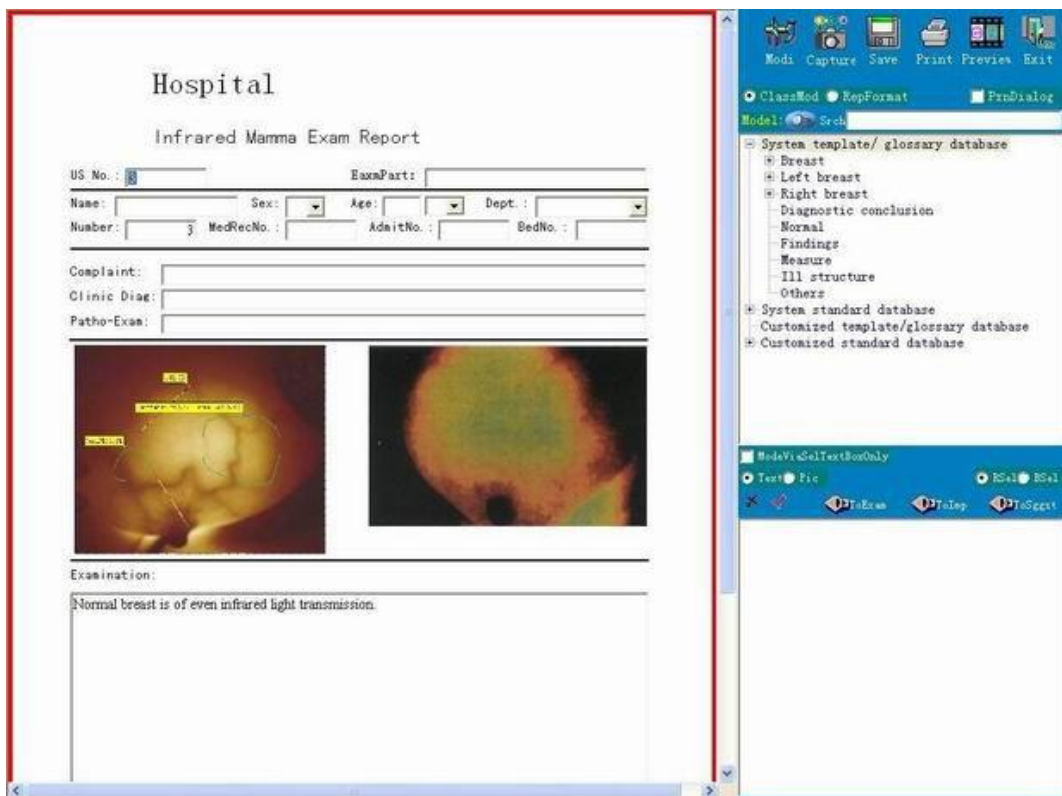 Hospital
Infrared Mamma Exam Report
US No.: EaxmPart:
Name: Sex: Age: Dept.:
Number: 3 MedRecNo.: AdmitNo.: BedNo.:
Complaint:
Clinic Diag:
Patho-Exam:
Examination:
Normal breast is of even infrared light transmission.
Modi Capture Save Print Preview Exit
ClassMod RepFormat PrnDialog
Model: Srch
System template/ glossary database
Breast
Left breast
Right breast
Diagnostic conclusion
Normal
Findings
Measure
Ill structure
Others
System standard database
Customized template/glossary database
Customized standard database
ModeViaSelTextBoxOnly
Text Pic RSel BSel
ToExam ToImp ToSggst